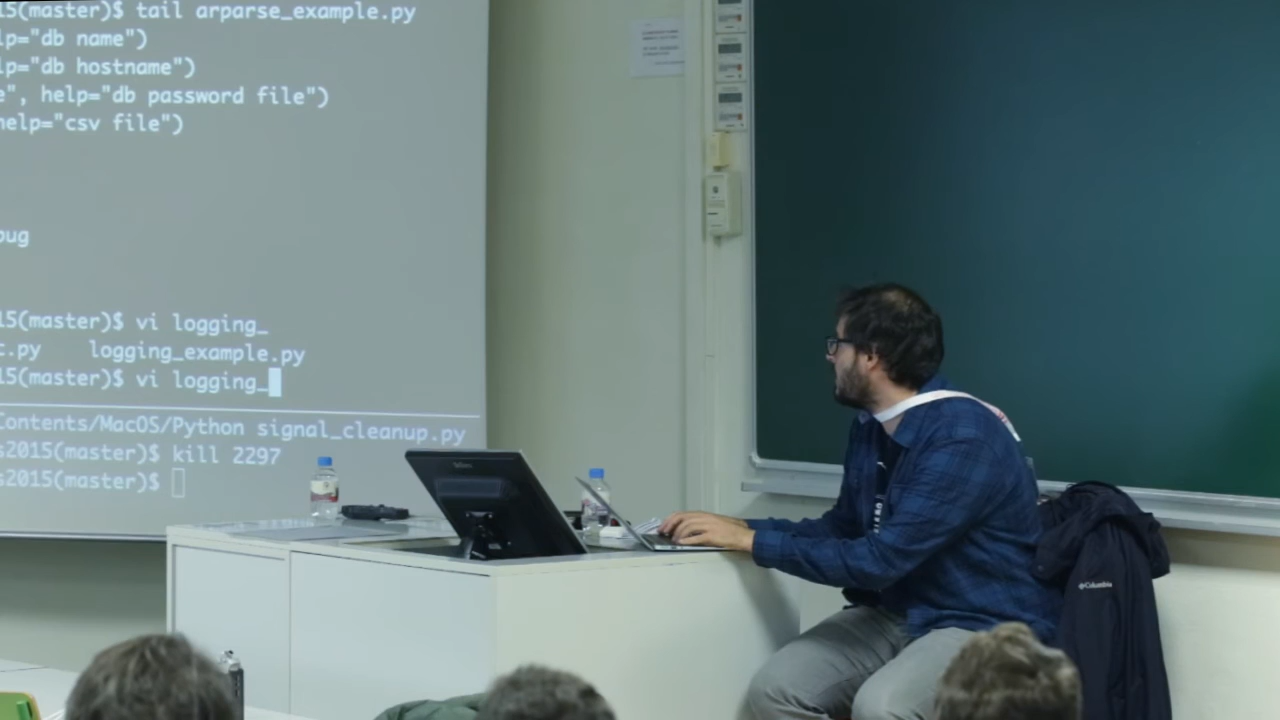 15(master)$ tail arparse_example.py
lp="db name")
lp="db hostname")
e", help="db password file")
help="csv file")
bug
15(master)$ vi logging_
c.py    logging_example.py
15(master)$ vi logging_
Contents/MacOS/Python signal_cleanup.py
s2015(master)$ kill 2297
s2015(master)$
Columbia